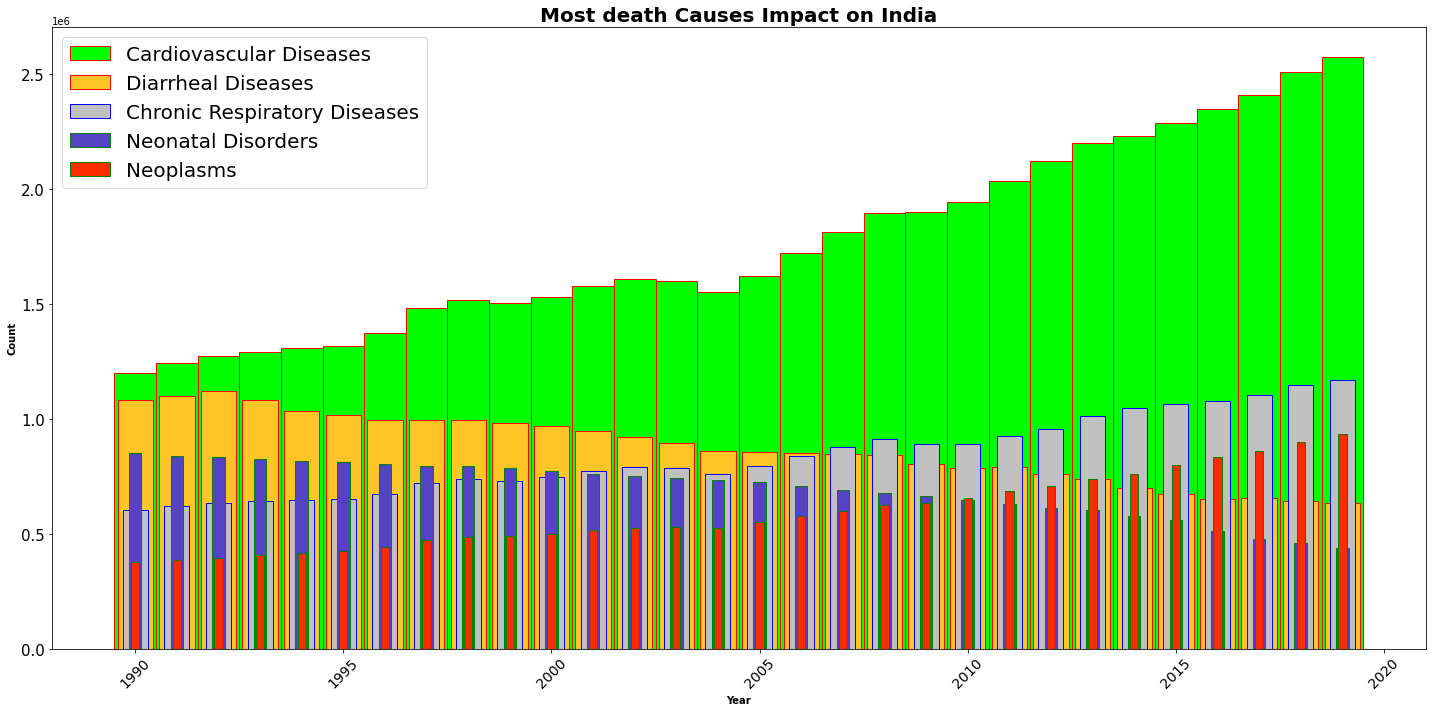 Most death Causes Impact on India
1e6
Cardiovascular Diseases
Diarrheal Diseases
Chronic Respiratory Diseases
Neonatal Disorders
Neoplasms
2.5
2.0
1.5
1.0
0.5
0.0
Count
1990
1995
2000
2005
2010
2015
2020
Year